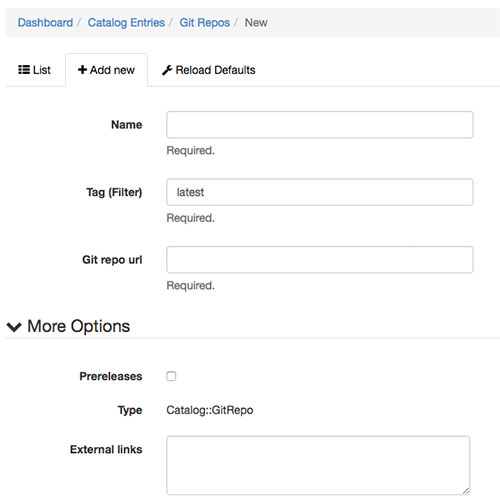 Dashboard / Catalog Entries / Git Repos / New
List + Add new Reload Defaults
Name
Required.
Tag (Filter) latest
Required.
Git repo url
Required.
More Options
Prereleases
Type Catalog::GitRepo
External links